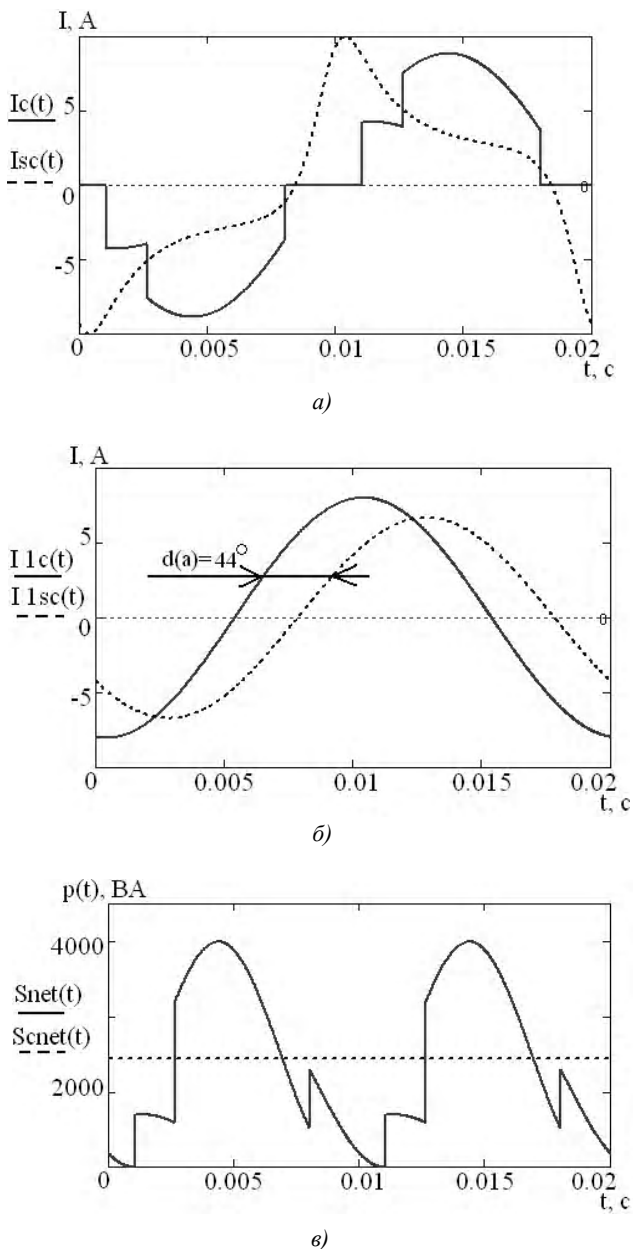 I, A
5
0
-5
Ic(t)
Isc(t)
0
0
0.005
0.01
0.015
0.02
t, c
а)
I, A
5
0
-5
I 1c(t)
I 1sc(t)
d(a)=44°
0
0
0.005
0.01
0.015
0.02
t, c
б)
p(t), BA
4000
2000
Snet(t)
Scnet(t)
0
0.005
0.01
0.015
0.02
t, c
в)